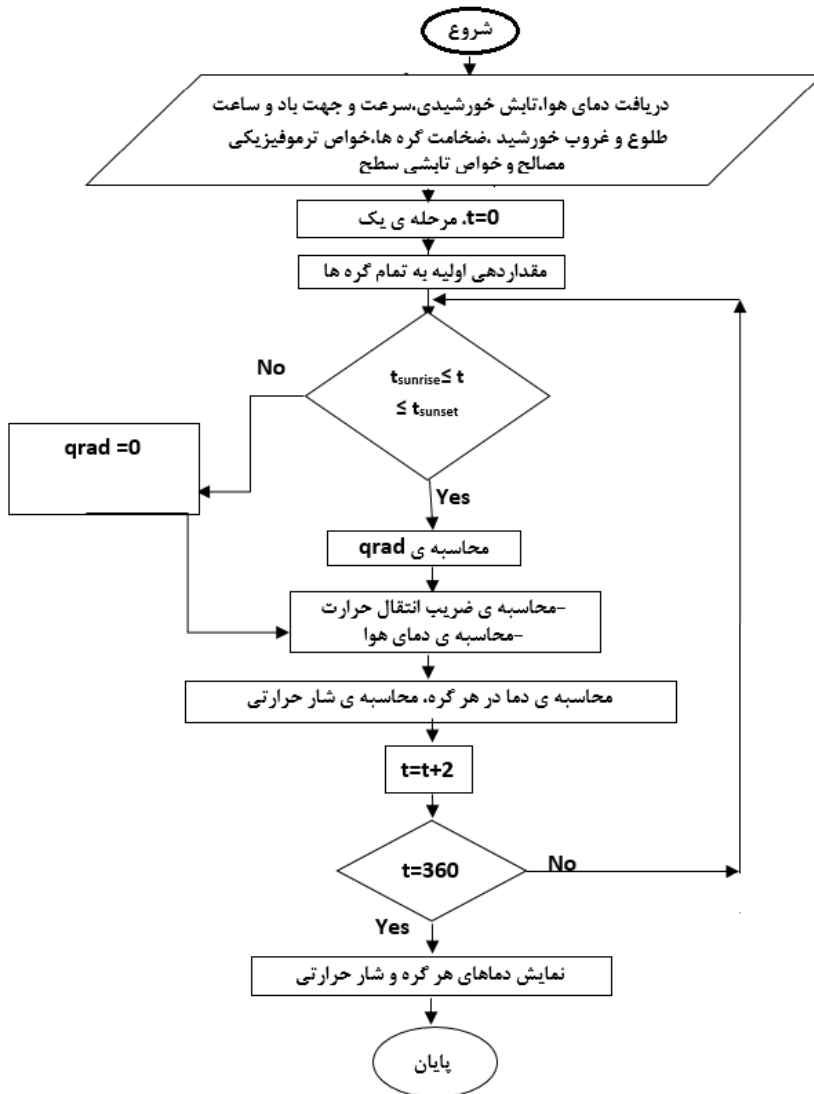 شروع
دریافت دمای هوا،تابش خورشیدی،سرعت و جهت باد و ساعت
طلوع و غروب خورشید ،ضخامت گره ها،خواص ترموفیزیکی
مصالح و خواص تابشی سطح
t=0، مرحله ی یک
مقداردهی اولیه به تمام گره ها
No
tsunrise≤ t
≤ tsunset
qrad =0
Yes
محاسبه ی qrad
-محاسبه ی ضریب انتقال حرارت
-محاسبه ی دمای هوا
محاسبه ی دما در هر گره، محاسبه ی شار حرارتی
t=t+2
t=360
No
Yes
نمایش دماهای هر گره و شار حرارتی
پایان